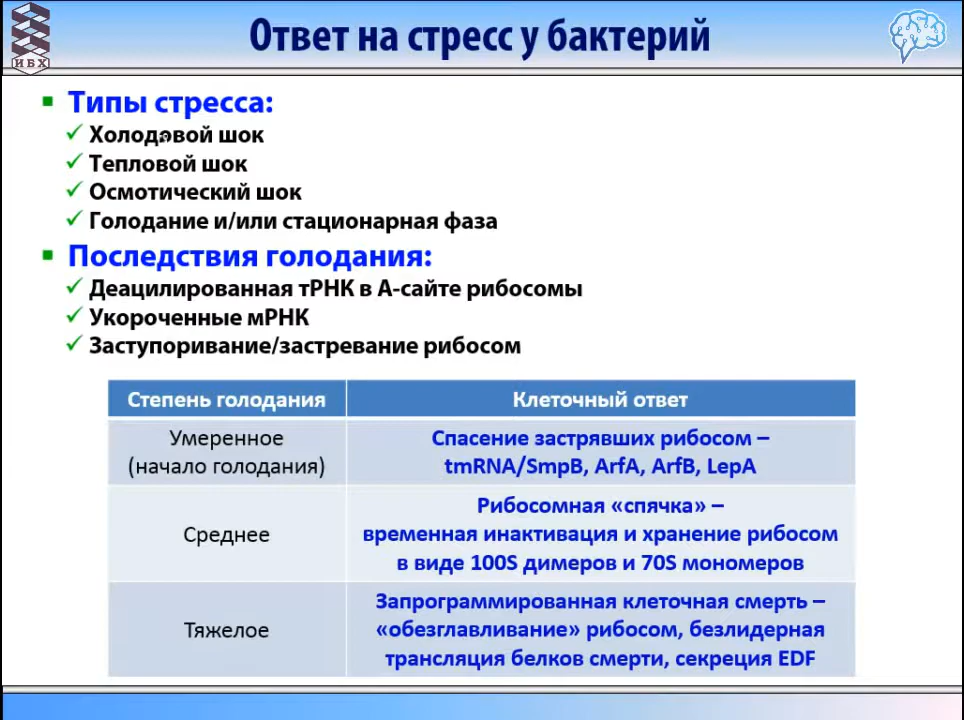 ИБХ
Ответ на стресс у бактерий
Типы стресса:
Холодовой шок
Тепловой шок
Осмотический шок
Голодание и/или стационарная фаза
Последствия голодания:
Деацилированная тРНК в А-сайте рибосомы
Укороченные мРНК
Заступоривание/застревание рибосом
Степень голодания
Клеточный ответ
Умеренное
(начало голодания)
Спасение застрявших рибосом –
tmRNA/SmpB, ArfA, ArfB, LepA
Среднее
Рибосомная «спячка» –
временная инактивация и хранение рибосом
в виде 100S димеров и 70S мономеров
Тяжелое
Запрограммированная клеточная смерть –
«обезглавливание» рибосом, безлидерная
трансляция белков смерти, секреция EDF